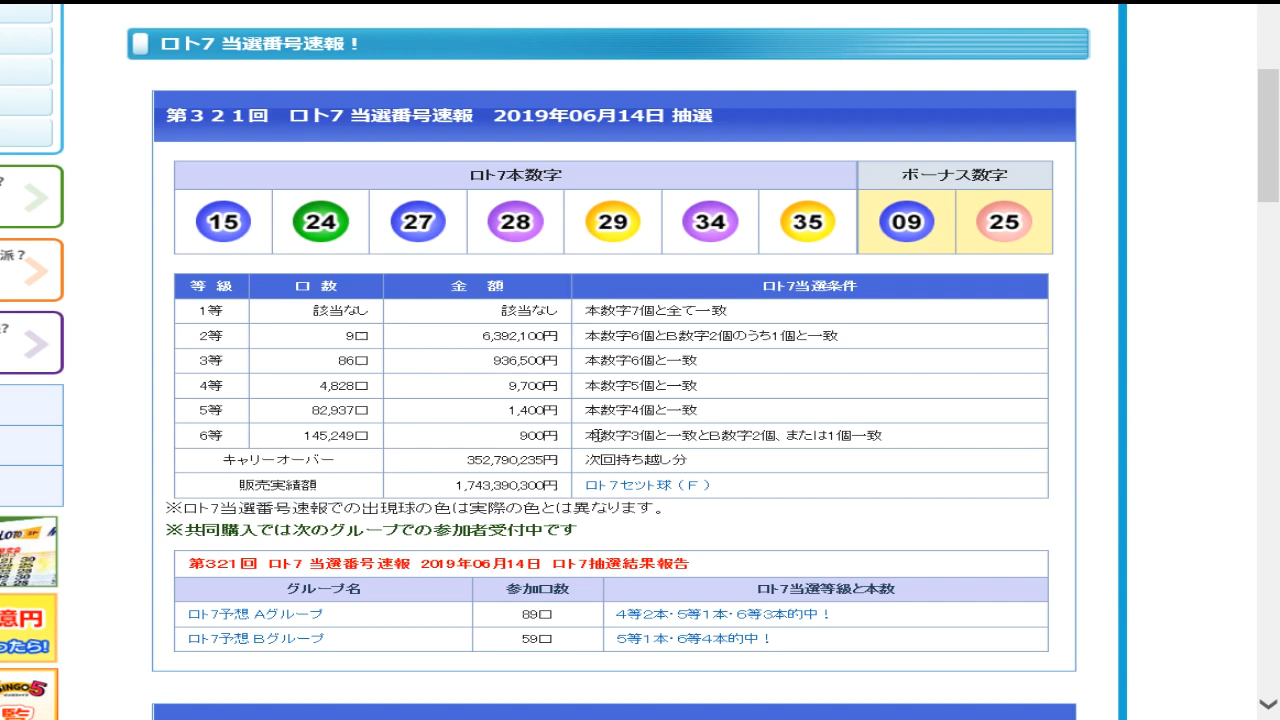 ロト7 当選番号速報！
第３２１回　ロト7 当選番号速報　2019年06月14日 抽選
ロト7本数字 ボーナス数字
15 24 27 28 29 34 35 09 25
等 級 口 数 金 額 ロト7当選条件
1等 該当なし 該当なし 本数字7個と全て一致
2等 9口 6,392,100円 本数字6個とB数字2個のうち1個と一致
3等 86口 936,500円 本数字6個と一致
4等 4,828口 9,700円 本数字5個と一致
5等 82,937口 1,400円 本数字4個と一致
6等 145,249口 900円 本数字3個と一致とB数字2個、または1個一致
キャリーオーバー 352,790,235円 次回持ち越し分
販売実績額 1,743,390,300円 ロト7セット球（Ｆ）
※ロト7当選番号速報での出現球の色は実際の色とは異なります。
※共同購入では次のグループでの参加者受付中です
第321回 ロト7 当選番号速報 2019年06月14日 ロト7抽選結果報告
グループ名 参加口数 ロト7当選等級と本数
ロト7予想 Aグループ 89口 4等2本・5等1本・6等3本的中！
ロト7予想 Bグループ 59口 5等1本・6等4本的中！
?
派？
?
億円
ったら!
BINGO5